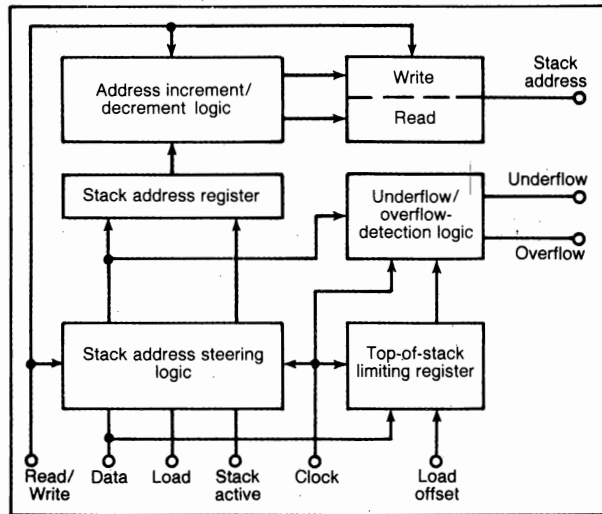 Address increment/
decrement logic
Write
Read
Stack
address
Stack address register
Underflow/
overflow-
detection logic
Underflow
Overflow
Stack address steering
logic
Top-of-stack
limiting register
Read/
Write
Data
Load
Stack
active
Clock
Load
offset